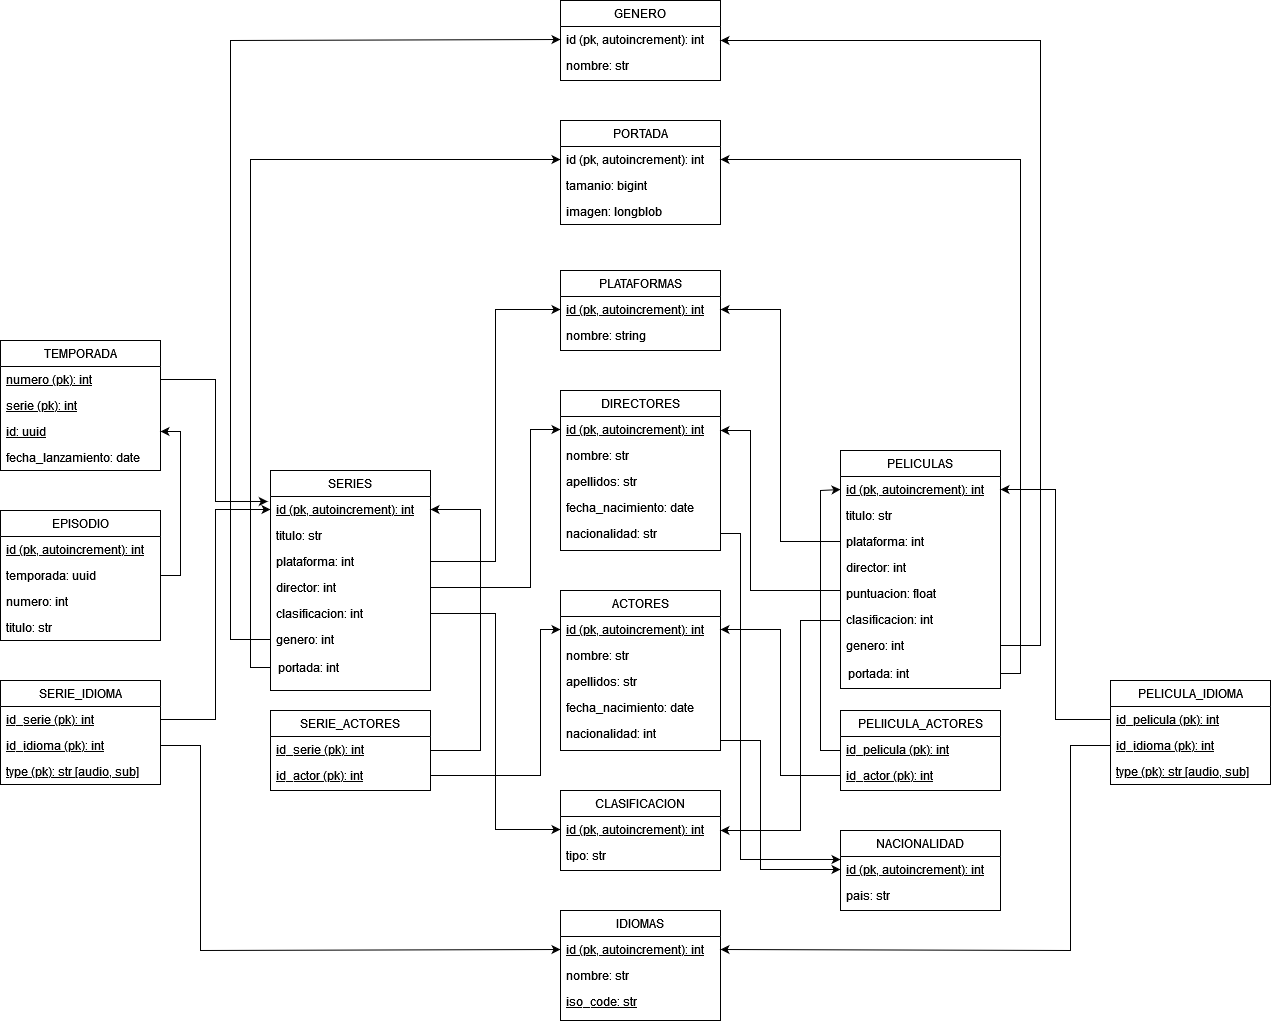 GENERO
id (pk, autoincrement): int
nombre: str
PORTADA
id (pk, autoincrement): int
tamanio: bigint
imagen: longblob
PLATAFORMAS
id (pk, autoincrement): int
nombre: string
TEMPORADA
numero (pk): int
serie (pk): int
id: uuid
fecha_lanzamiento: date
EPISODIO
id (pk, autoincrement): int
temporada: uuid
numero: int
titulo: str
SERIE_IDIOMA
id_serie (pk): int
id_idioma (pk): int
type (pk): str [audio, sub]
SERIES
id (pk, autoincrement): int
titulo: str
plataforma: int
director: int
clasificacion: int
genero: int
portada: int
SERIE_ACTORES
id_serie (pk): int
id_actor (pk): int
DIRECTORES
id (pk, autoincrement): int
nombre: str
apellidos: str
fecha_nacimiento: date
nacionalidad: str
ACTORES
id (pk, autoincrement): int
nombre: str
apellidos: str
fecha_nacimiento: date
nacionalidad: int
CLASIFICACION
id (pk, autoincrement): int
tipo: str
IDIOMAS
id (pk, autoincrement): int
nombre: str
iso_code: str
PELICULAS
id (pk, autoincrement): int
titulo: str
plataforma: int
director: int
puntuacion: float
clasificacion: int
genero: int
portada: int
PELIICULA_ACTORES
id_pelicula (pk): int
id_actor (pk): int
NACIONALIDAD
id (pk, autoincrement): int
pais: str
PELICULA_IDIOMA
id_pelicula (pk): int
id_idioma (pk): int
type (pk): str [audio, sub]